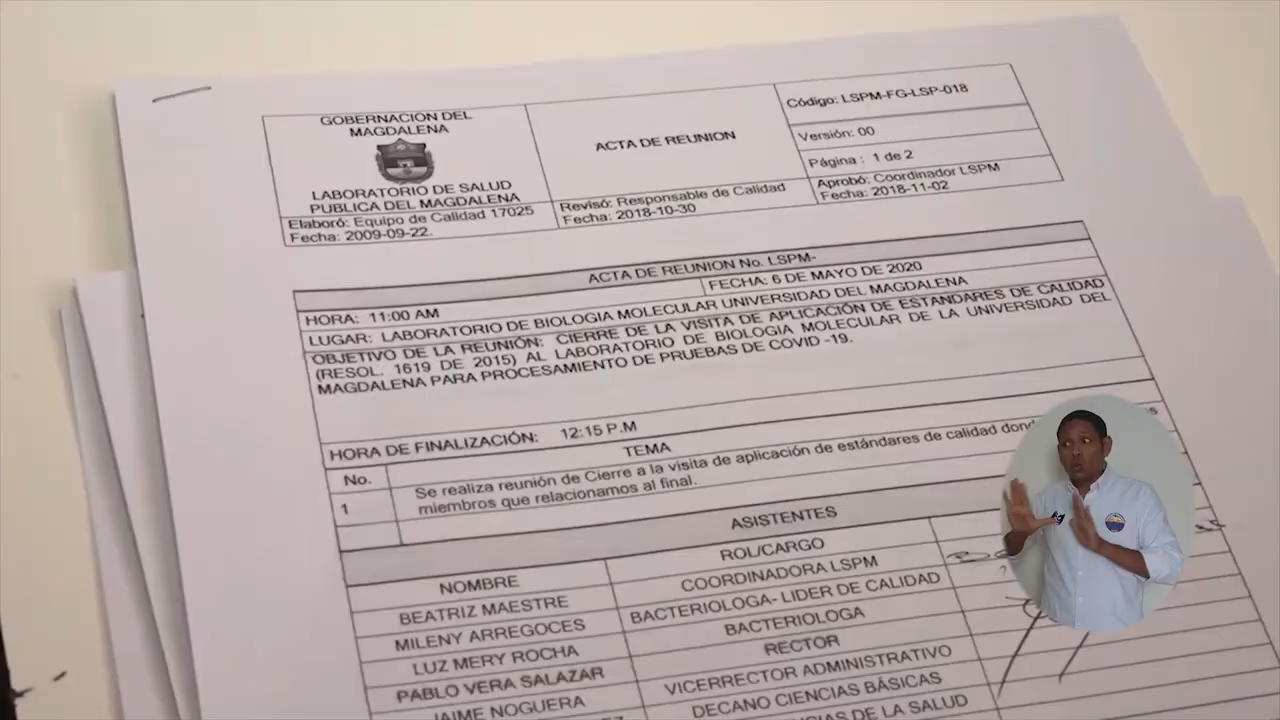 GOBERNACION DEL
MAGDALENA
LABORATORIO DE SALUD
PUBLICA DEL MAGDALENA
Elaboró: Equipo de Calidad 17025
Fecha: 2009-09-22.
ACTA DE REUNION
Revisó: Responsable de Calidad
Fecha: 2018-10-30
Código: LSPM-FG-LSP-018
Versión: 00
Página : 1 de 2
Aprobó: Coordinador LSPM
Fecha: 2018-11-02
ACTA DE REUNION No. LSPM-
HORA: 11:00 AM
FECHA: 6 DE MAYO DE 2020
LUGAR: LABORATORIO DE BIOLOGIA MOLECULAR UNIVERSIDAD DEL MAGDALENA
OBJETIVO DE LA REUNIÓN: CIERRE DE LA VISITA DE APLICACIÓN DE ESTANDARES DE CALIDAD
(RESOL. 1619 DE 2015) AL LABORATORIO DE BIOLOGIA MOLECULAR DE LA UNIVERSIDAD DEL
MAGDALENA PARA PROCESAMIENTO DE PRUEBAS DE COVID -19.
HORA DE FINALIZACIÓN: 12:15 P.M
No. TEMA
1 Se realiza reunión de Cierre a la visita de aplicación de estándares de calidad
miembros que relacionamos al final.
ASISTENTES
NOMBRE ROL/CARGO
BEATRIZ MAESTRE COORDINADORA LSPM
MILENY ARREGOCES BACTERIOLOGA- LIDER DE CALIDAD
LUZ MERY ROCHA BACTERIOLOGA
PABLO VERA SALAZAR RECTOR
JAIME NOGUERA VICERRECTOR ADMINISTRATIVO
DECANO CIENCIAS BÁSICAS
DE LA SALUD